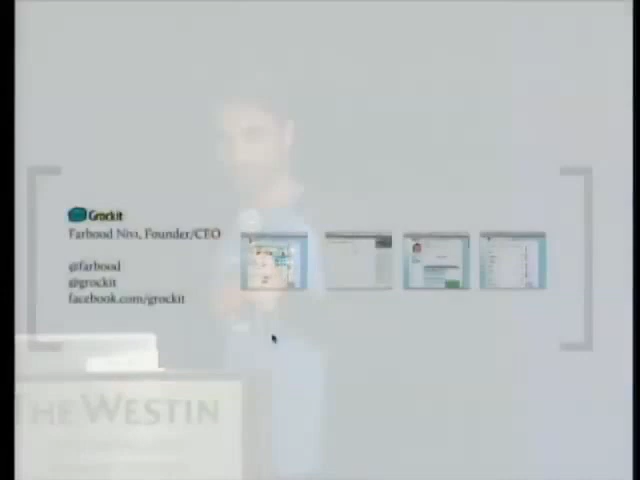 Grockit
Farbood Nivi, Founder/CEO
@farbood
@grockit
facebook.com/grockit
THE WESTIN